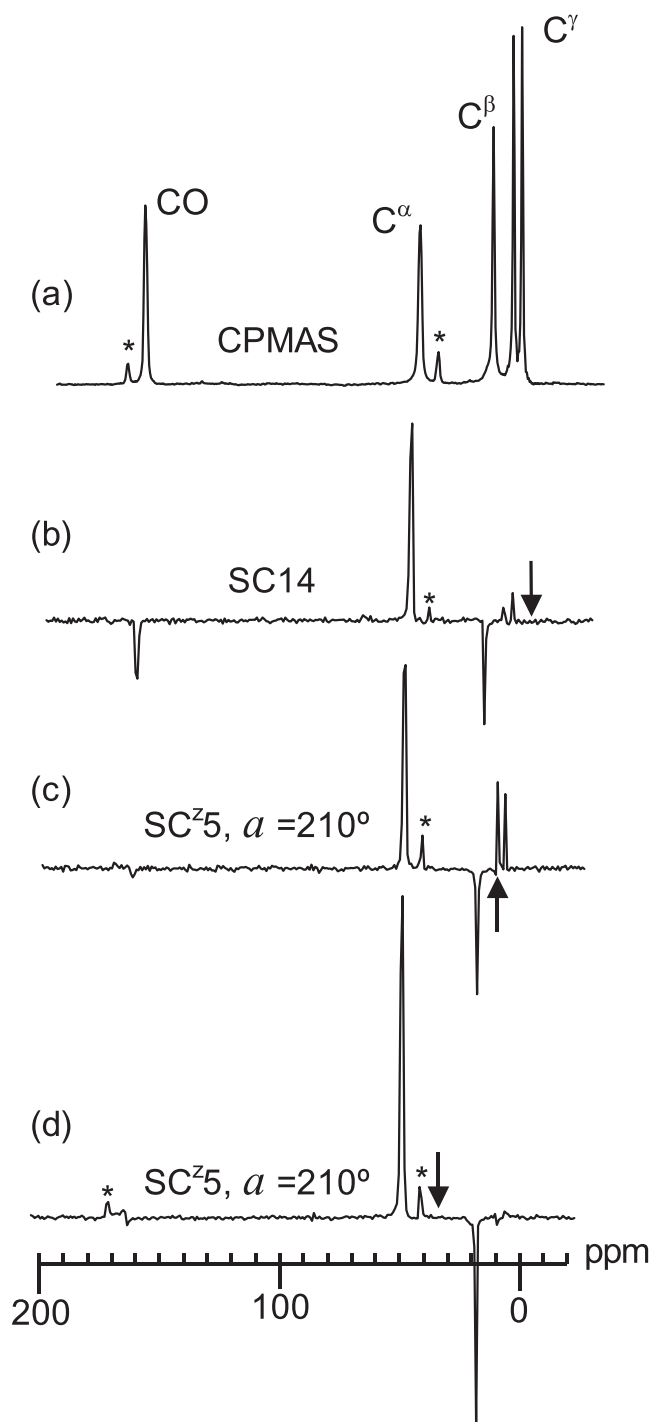 C^γ
C^β
CO
C^α
(a)
* CPMAS *
(b)
SC14
*
(c)
SC^z5, a =210º *
(d)
* SC^z5, a =210º *
ppm
200 100 0